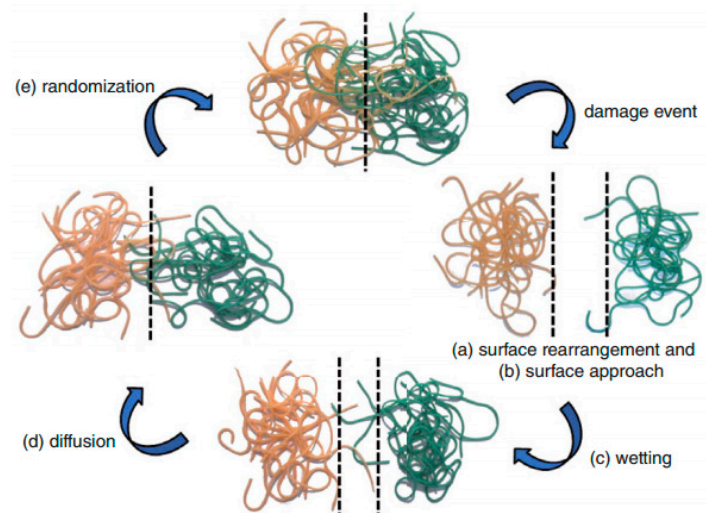 (e) randomization
damage event
(a) surface rearrangement and
(b) surface approach
(d) diffusion
(c) wetting